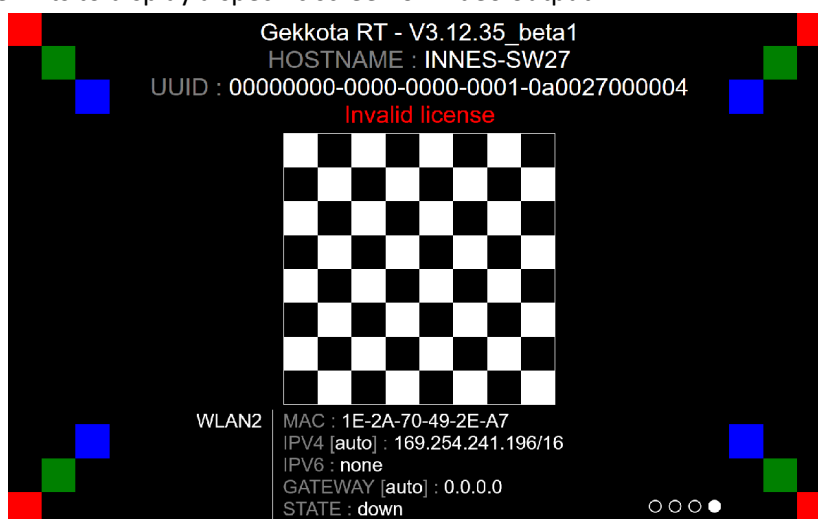 Gekkota RT - V3.12.35_beta1
HOSTNAME : INNES-SW27
UUID : 00000000-0000-0000-0001-0a0027000004
Invalid license
WLAN2
MAC : 1E-2A-70-49-2E-A7
IPV4 [auto] : 169.254.241.196/16
IPV6 : none
GATEWAY [auto] : 0.0.0.0
STATE : down